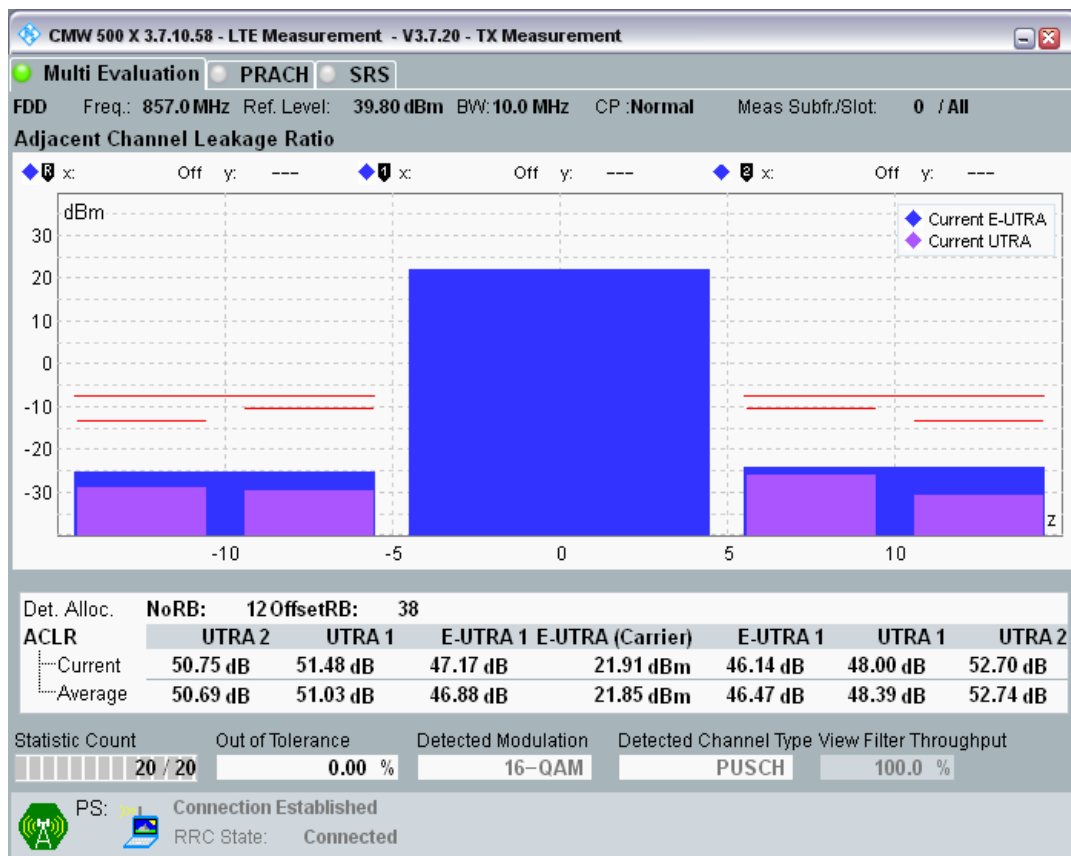 CMW 500 X 3.7.10.58 - LTE Measurement - V3.7.20 - TX Measurement
Multi Evaluation PRACH SRS
FDD Freq.: 857.0 MHz Ref. Level: 39.80 dBm BW: 10.0 MHz CP :Normal Meas Subfr./Slot: 0 / All
Adjacent Channel Leakage Ratio
R x: Off y: --- 1 x: Off y: --- 2 x: Off y: ---
dBm
Current E-UTRA
Current UTRA
30
20
10
0
-10
-20
-30
z
-10 -5 0 5 10
Det. Alloc. NoRB: 12 OffsetRB: 38
ACLR UTRA 2 UTRA 1 E-UTRA 1 E-UTRA (Carrier) E-UTRA 1 UTRA 1 UTRA 2
Current 50.75 dB 51.48 dB 47.17 dB 21.91 dBm 46.14 dB 48.00 dB 52.70 dB
Average 50.69 dB 51.03 dB 46.88 dB 21.85 dBm 46.47 dB 48.39 dB 52.74 dB
Statistic Count Out of Tolerance Detected Modulation Detected Channel Type View Filter Throughput
20 / 20 0.00 % 16-QAM PUSCH 100.0 %
PS: Connection Established
RRC State: Connected